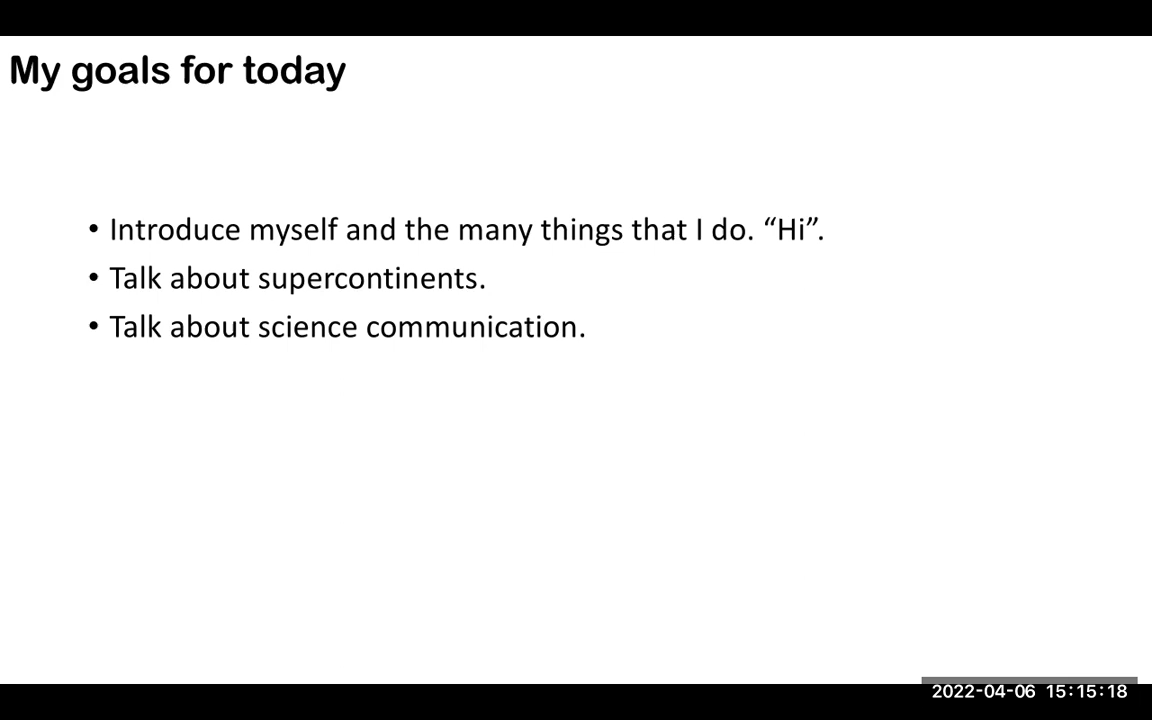 My goals for today
• Introduce myself and the many things that I do. “Hi”.
• Talk about supercontinents.
• Talk about science communication.
2022-04-06 15:15:18